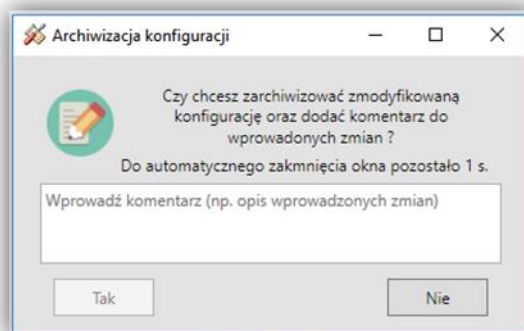 Archiwizacja konfiguracji
Czy chcesz zarchiwizować zmodyfikowaną
konfigurację oraz dodać komentarz do
wprowadzonych zmian ?
Do automatycznego zakmnięcia okna pozostało 1 s.
Wprowadź komentarz (np. opis wprowadzonych zmian)
Tak
Nie